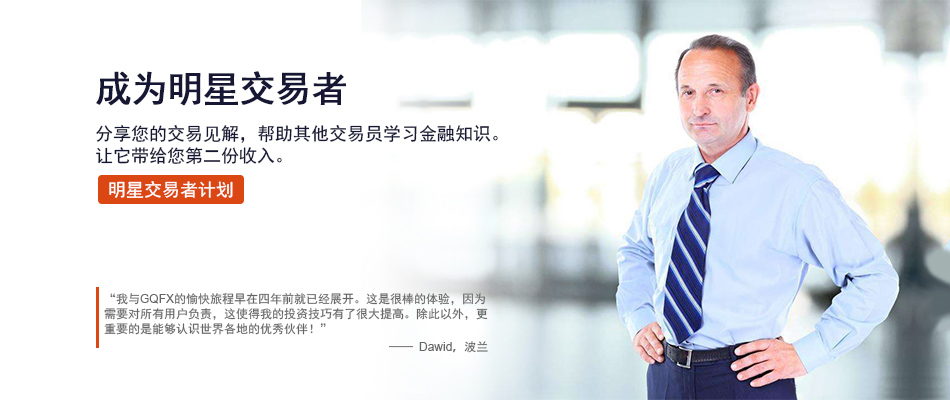 成为明星交易者
分享您的交易见解，帮助其他交易员学习金融知识。
让它带给您第二份收入。
明星交易者计划
“我与GQFX的愉快旅程早在四年前就已经展开。这是很棒的体验，因为
需要对所有用户负责，这使得我的投资技巧有了很大提高。除此以外，更
重要的是能够认识世界各地的优秀伙伴！”
—— Dawid，波兰